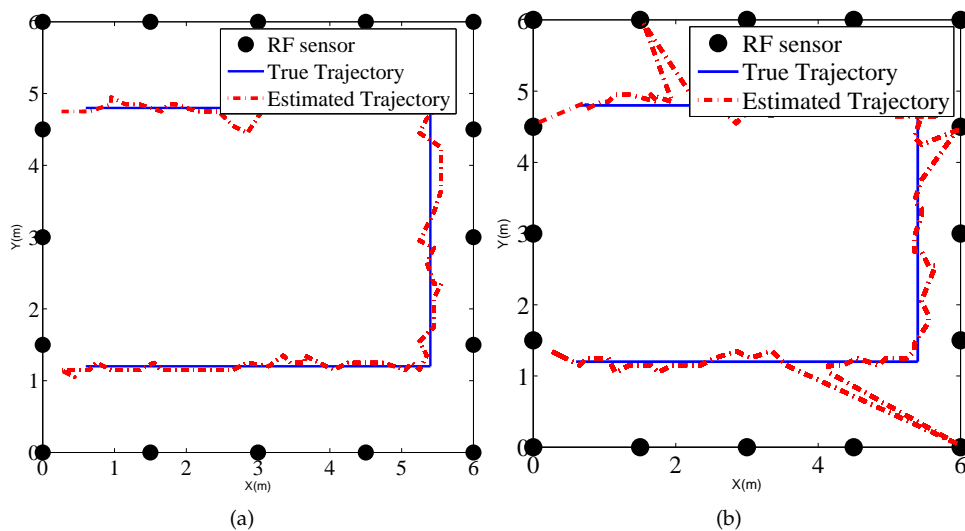 6
5
4
3
2
1
0
0
1
2
3
4
5
6
Y(m)
X(m)
RF sensor
True Trajectory
Estimated Trajectory
(a)
6
5
4
3
2
1
0
0
2
4
6
Y(m)
X(m)
RF sensor
True Trajectory
Estimated Trajectory
(b)